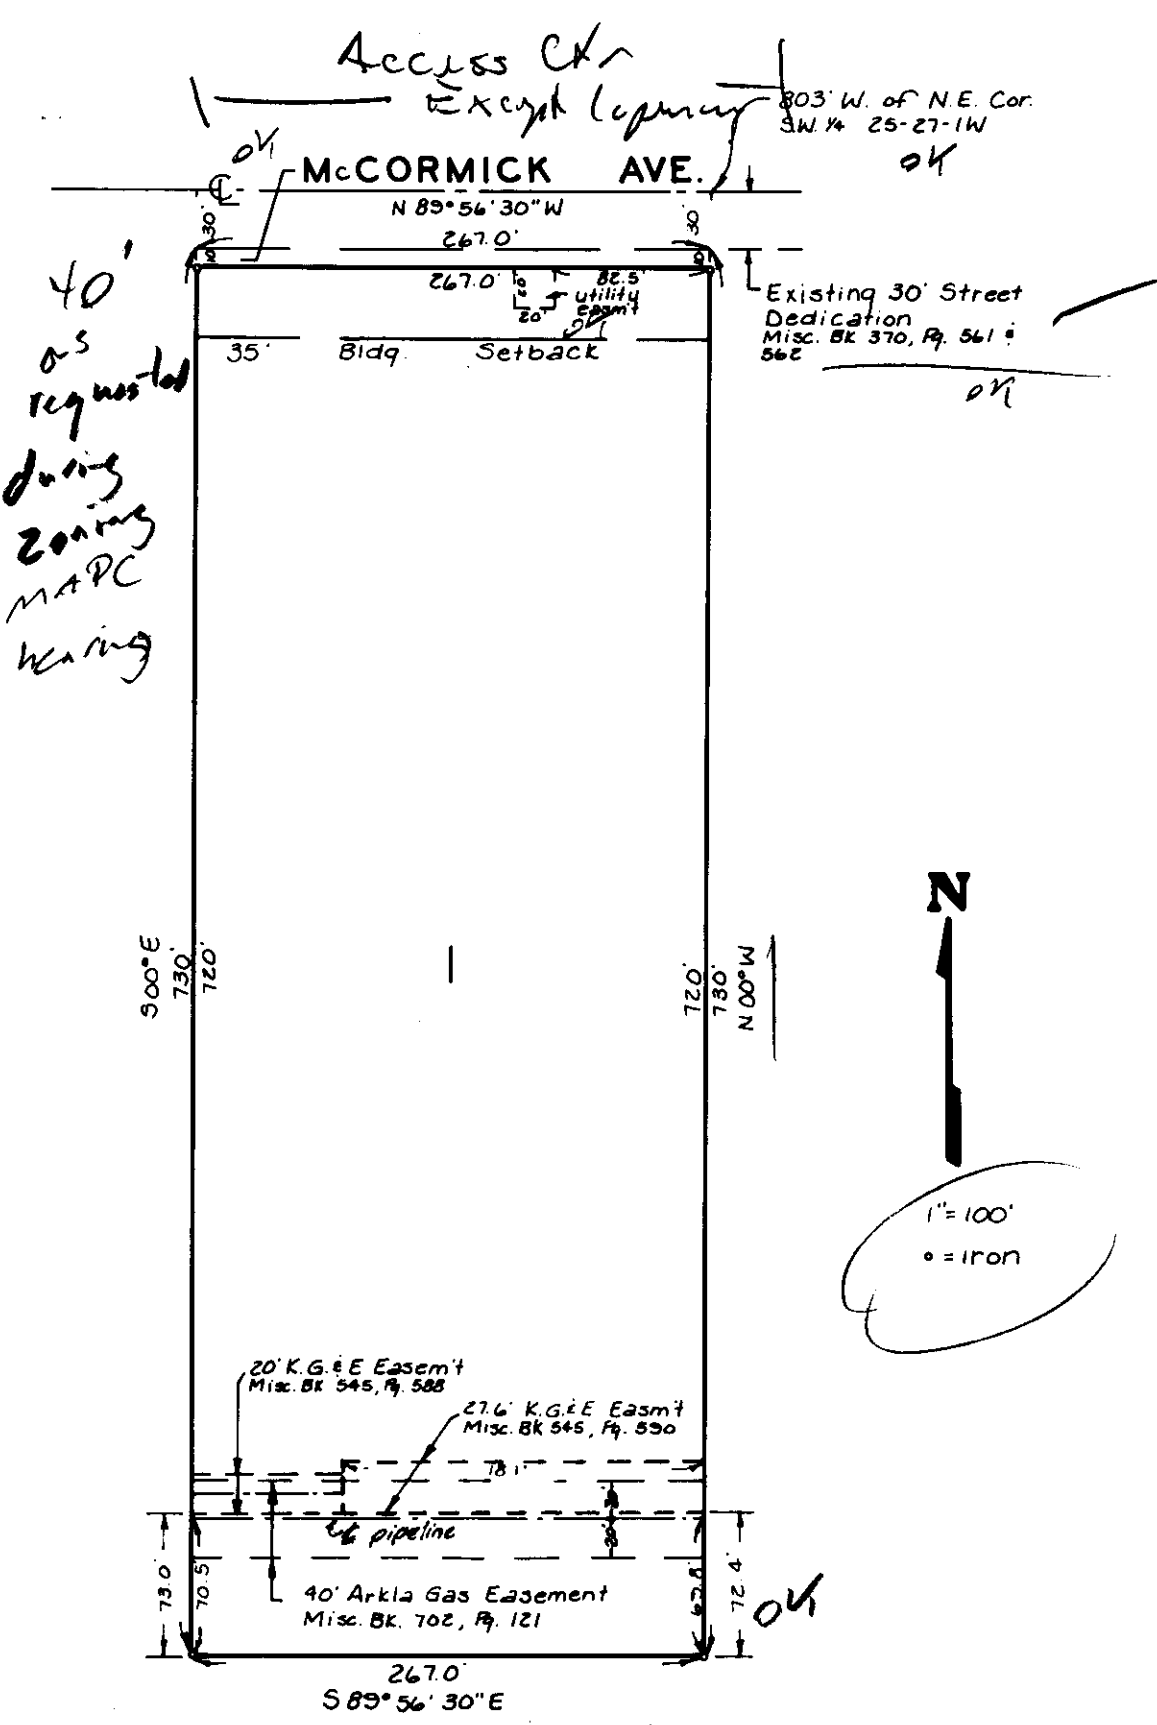 Access
Except
803' W. of N.E. Cor.
S.W. 1/4 25-27-1W
OK
OK
McCORMICK AVE.
℄
N 89°56'30"W
30'
30'
267.0'
10'
10'
267.0'
20'
20'
82.5'
utility
easm't
40'
as
requested
during
zoning
MAPC
hearing
Existing 30' Street
Dedication
Misc. BK 370, Pg. 561 &
562
OK
35' Bldg. Setback
S00°E
730'
720'
1
720'
730'
N00°W
N
1"=100'
o = Iron
20' K.G.& E Easem't
Misc. BK 545, Pg. 588
27.6' K.G.& E Easm't
Misc. BK 545, Pg. 590
181'
20'
20'
℄ pipeline
73.0'
70.5'
40' Arkla Gas Easement
Misc. BK. 702, Pg. 121
72.4'
OK
267.0'
S 89°56'30"E